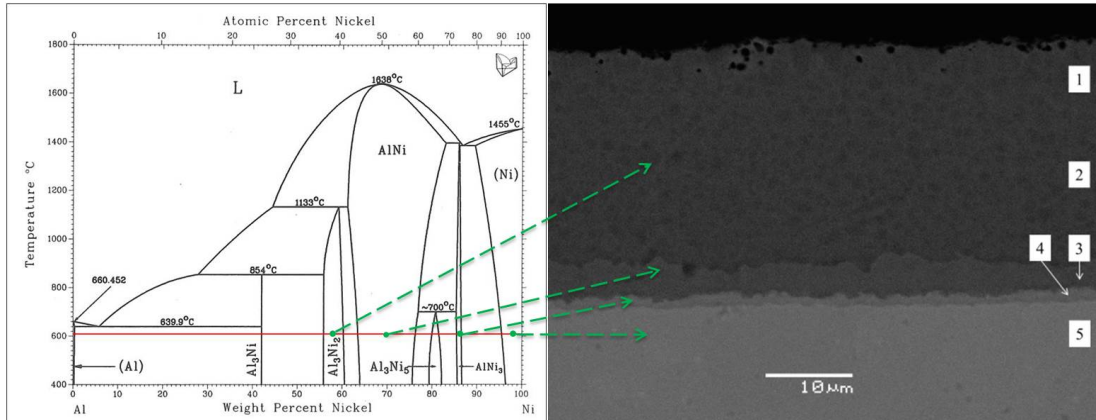 Atomic Percent Nickel
0 10 20 30 40 50 60 70 80 90 100
1800
1638°C
L
1600
1455°C
1400
AlNi
(Ni)
1200
1133°C
1000
854°C
660.452
800
~700°C
639.9°C
600
(Al)
Al3Ni
Al3Ni2
Al3Ni5
AlNi3
400
0 10 20 30 40 50 60 70 80 90 100
Al Weight Percent Nickel Ni
Temperature °C
1
2
4 3
5
10μm